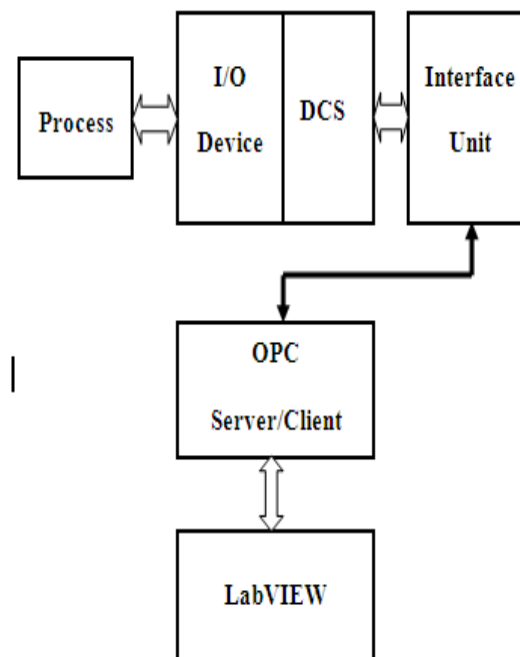 Process
I/O
Device
DCS
Interface
Unit
OPC
Server/Client
LabVIEW